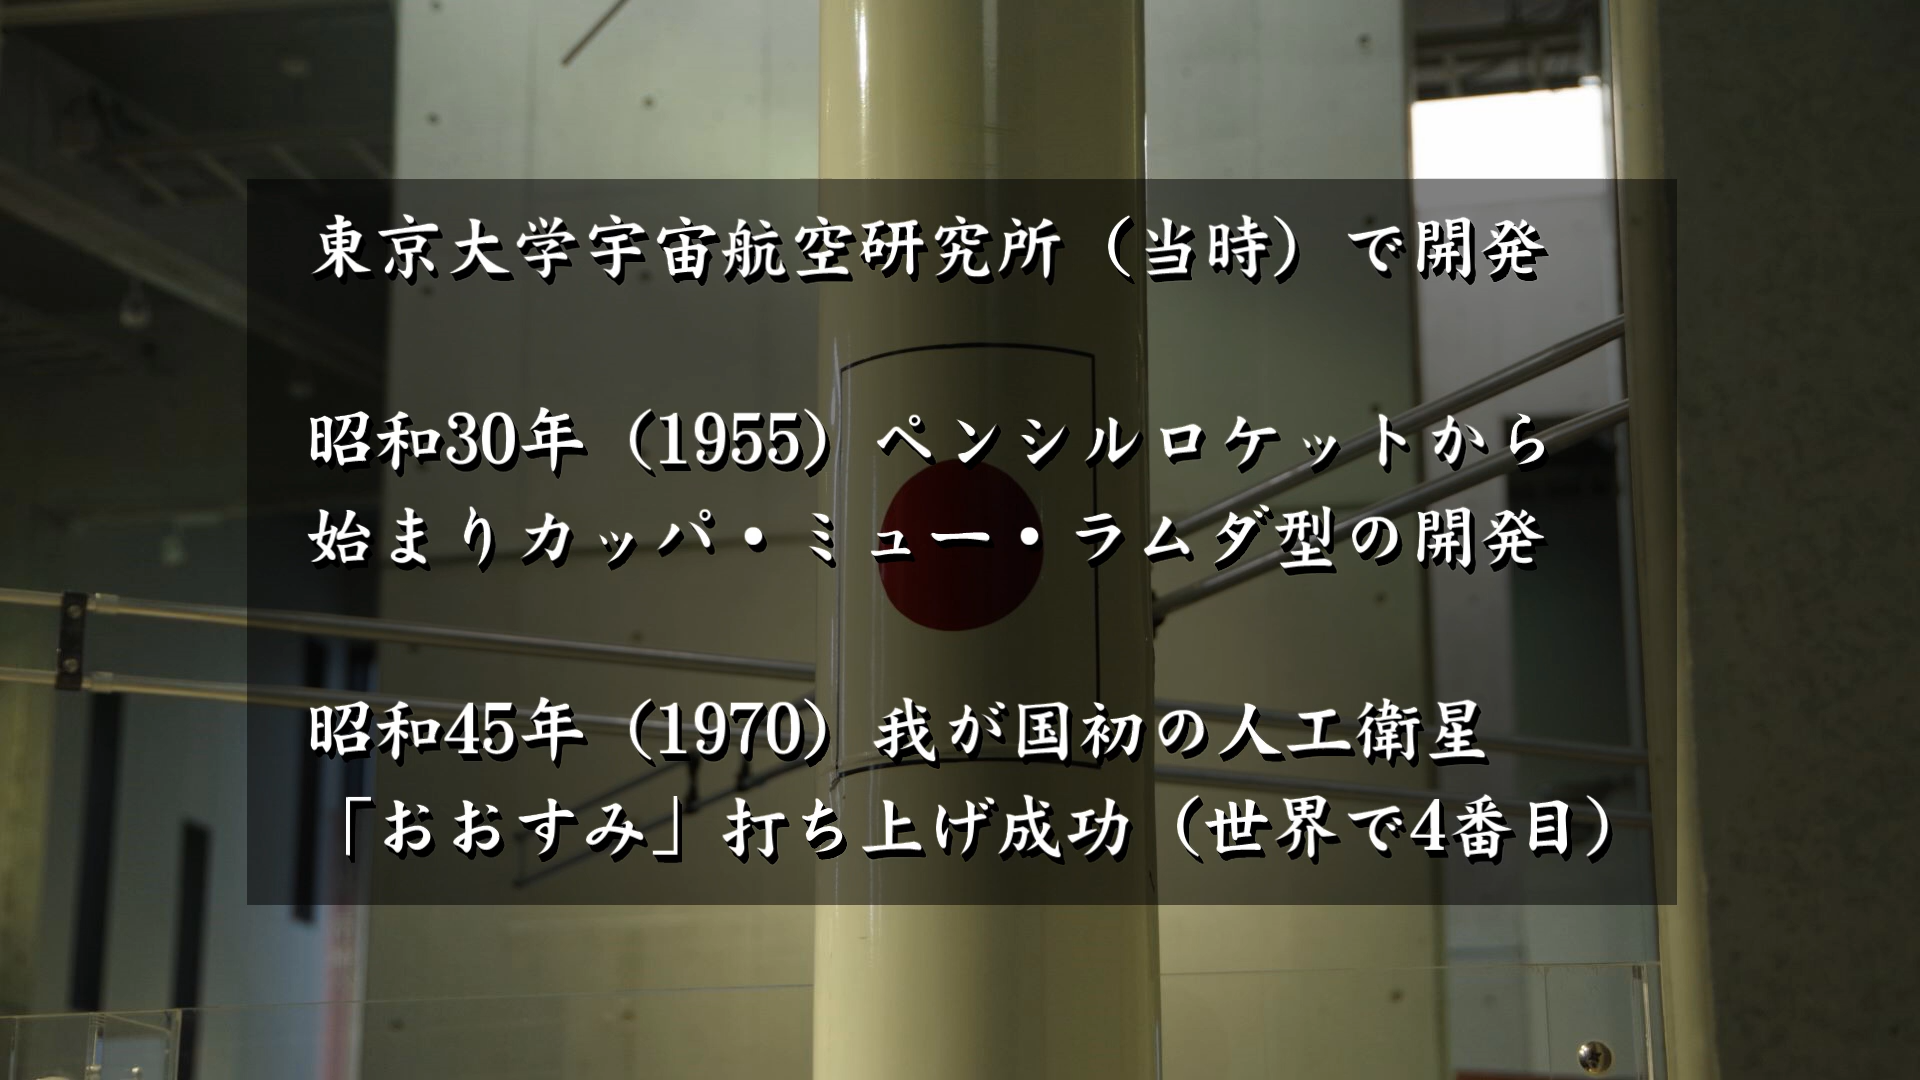 東京大学宇宙航空研究所（当時）で開発
昭和30年（1955）ペンシルロケットから
始まりカッパ・ミュー・ラムダ型の開発
昭和45年（1970）我が国初の人工衛星
「おおすみ」打ち上げ成功（世界で4番目）